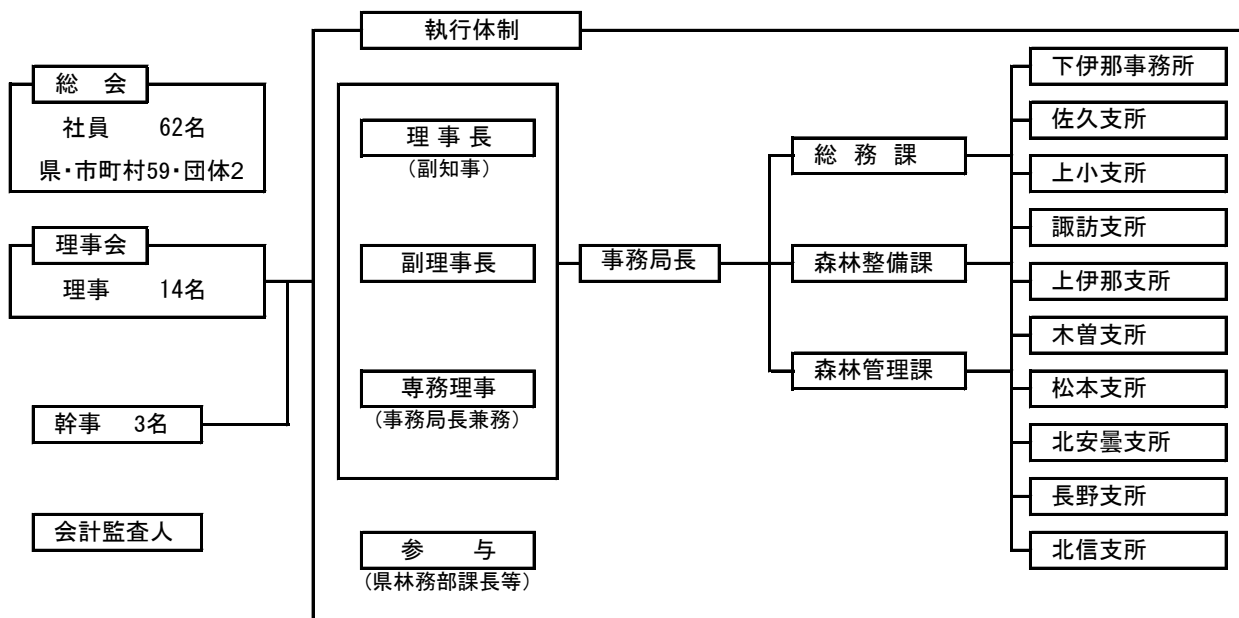 執行体制
総　会
社員　　62名
県・市町村59・団体2
理事会
理事　　14名
幹事　3名
会計監査人
理 事 長
(副知事)
副理事長
専務理事
(事務局長兼務)
参　　与
(県林務部課長等)
事務局長
総　務　課
森林整備課
森林管理課
下伊那事務所
佐久支所
上小支所
諏訪支所
上伊那支所
木曽支所
松本支所
北安曇支所
長野支所
北信支所